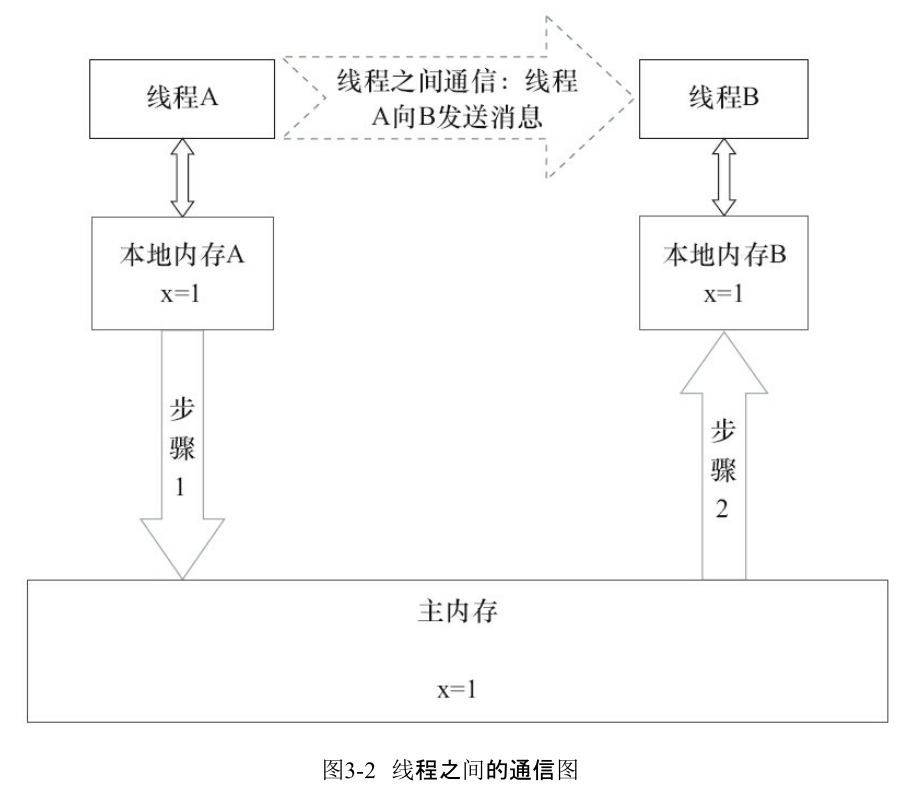 线程A
线程之间通信：线程
A向B发送消息
线程B
本地内存A
x=1
本地内存B
x=1
步
骤
1
步
骤
2
主内存
x=1
图3-2 线程之间的通信图